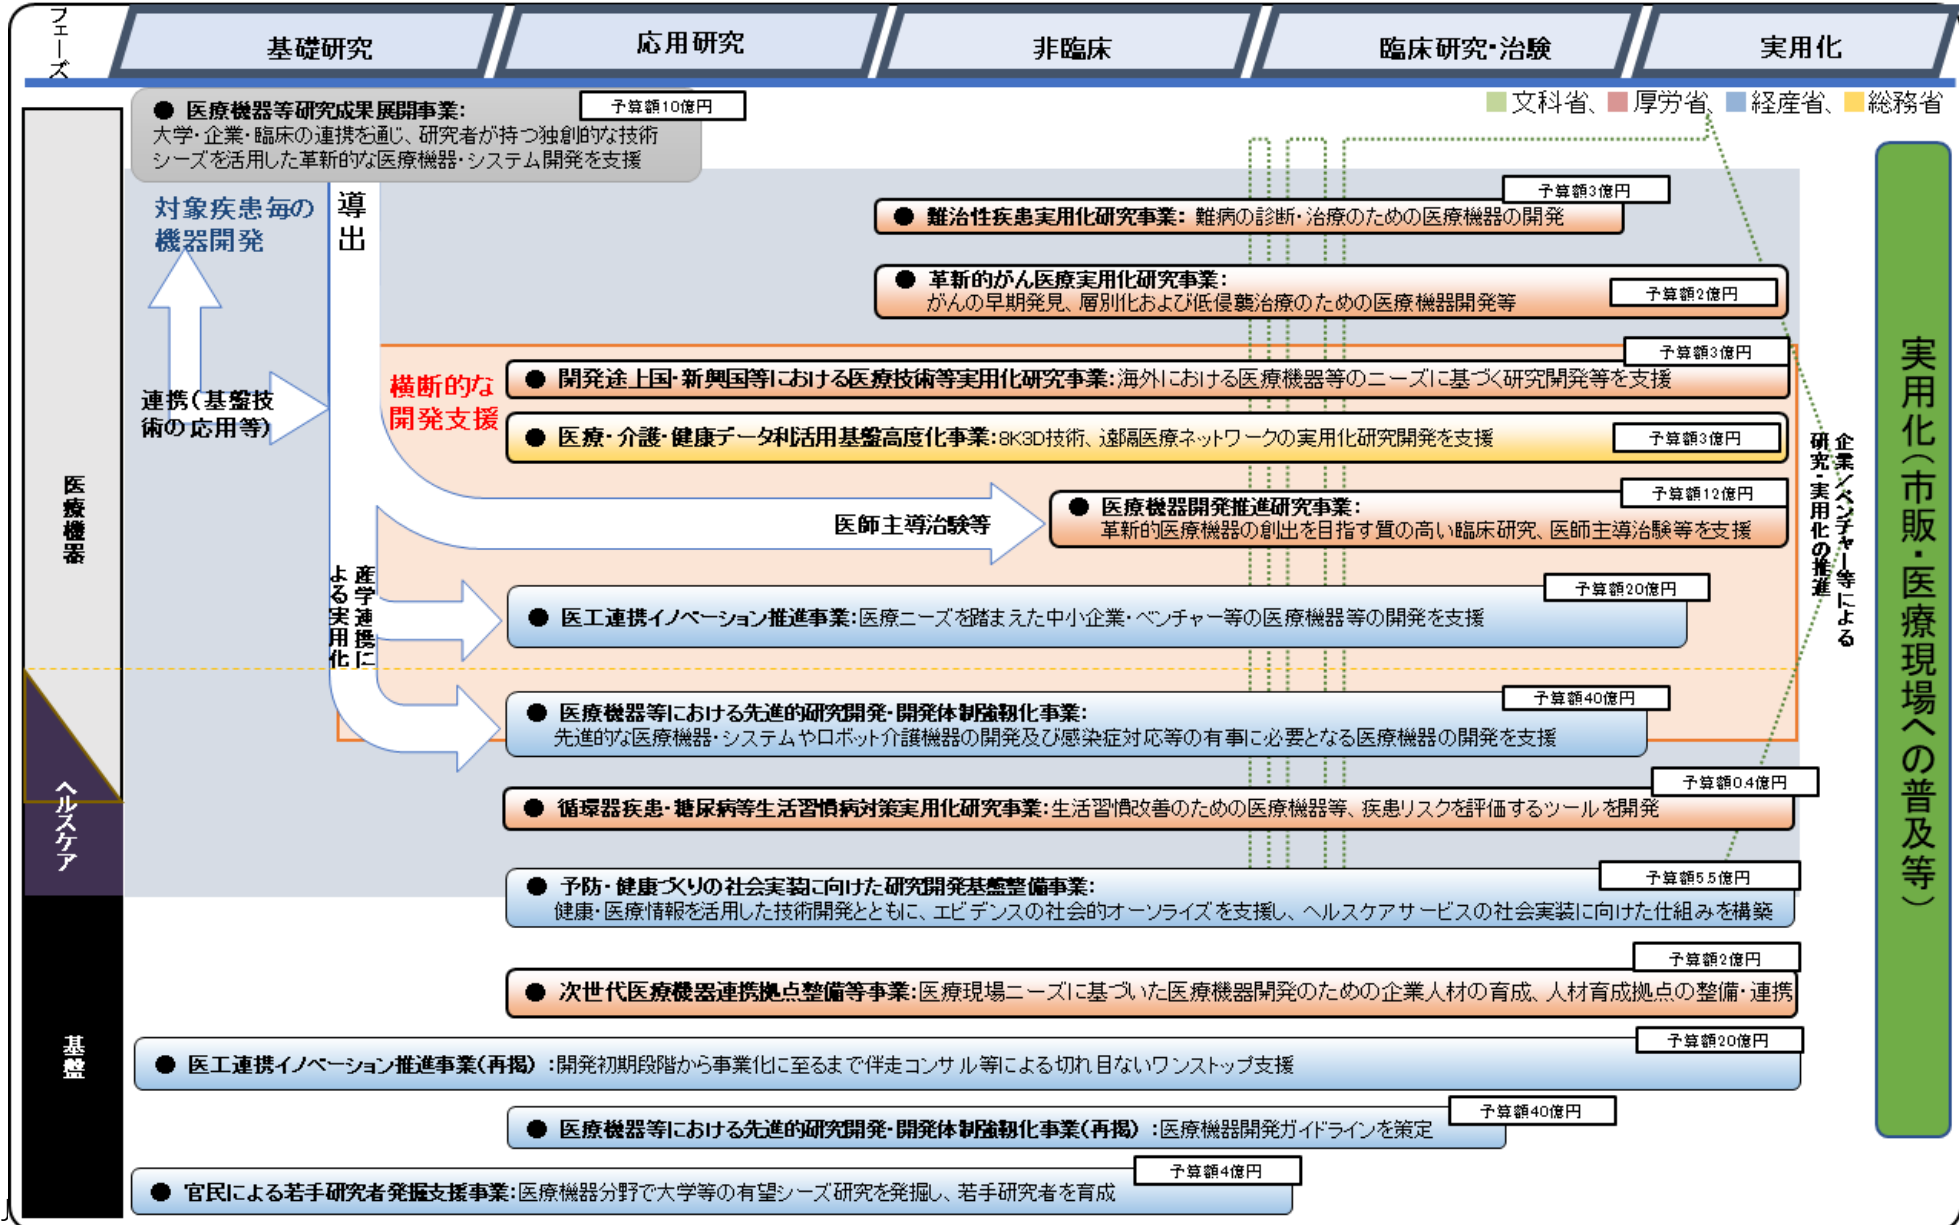 フェーズ
基礎研究
応用研究
非臨床
臨床研究・治験
実用化
文科省、 厚労省、 経産省、 総務省
● 医療機器等研究成果展開事業:
予算額10億円
大学・企業・臨床の連携を通じ、研究者が持つ独創的な技術
シーズを活用した革新的な医療機器・システム開発を支援
対象疾患毎の
機器開発
導出
予算額3億円
● 難治性疾患実用化研究事業: 難病の診断・治療のための医療機器の開発
● 革新的がん医療実用化研究事業:
がんの早期発見、層別化および低侵襲治療のための医療機器開発等
予算額2億円
連携(基盤技
術の応用等)
横断的な
開発支援
予算額3億円
● 開発途上国・新興国等における医療技術等実用化研究事業:海外における医療機器等のニーズに基づく研究開発等を支援
● 医療・介護・健康データ利活用基盤高度化事業:8K3D技術、遠隔医療ネットワークの実用化研究開発を支援
予算額3億円
医師主導治験等
予算額12億円
● 医療機器開発推進研究事業:
革新的医療機器の創出を目指す質の高い臨床研究、医師主導治験等を支援
企業/ベンチャー等による
研究・実用化の推進
産学連携に
よる実用化
予算額20億円
● 医工連携イノベーション推進事業:医療ニーズを踏まえた中小企業・ベンチャー等の医療機器等の開発を支援
予算額40億円
● 医療機器等における先進的研究開発・開発体制強靭化事業:
先進的な医療機器・システムやロボット介護機器の開発及び感染症対応等の有事に必要となる医療機器の開発を支援
予算額0.4億円
● 循環器疾患・糖尿病等生活習慣病対策実用化研究事業:生活習慣改善のための医療機器等、疾患リスクを評価するツールを開発
予算額5.5億円
● 予防・健康づくりの社会実装に向けた研究開発基盤整備事業:
健康・医療情報を活用した技術開発とともに、エビデンスの社会的オーソライズを支援し、ヘルスケアサービスの社会実装に向けた仕組みを構築
予算額2億円
● 次世代医療機器連携拠点整備等事業:医療現場ニーズに基づいた医療機器開発のための企業人材の育成、人材育成拠点の整備・連携
予算額20億円
● 医工連携イノベーション推進事業(再掲):開発初期段階から事業化に至るまで伴走コンサル等による切れ目ないワンストップ支援
予算額40億円
● 医療機器等における先進的研究開発・開発体制強靭化事業(再掲):医療機器開発ガイドラインを策定
予算額4億円
● 官民による若手研究者発掘支援事業:医療機器分野で大学等の有望シーズ研究を発掘し、若手研究者を育成
医療機器
ヘルスケア
基盤
実用化(市販・医療現場への普及等)